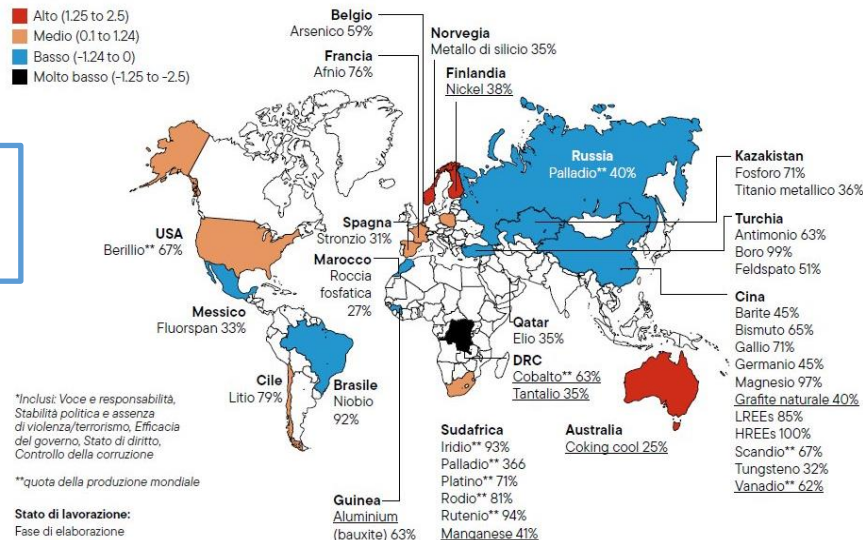 Alto (1.25 to 2.5)
Medio (0.1 to 1.24)
Basso (-1.24 to 0)
Molto basso (-1.25 to -2.5)
Belgio
Arsenico 59%
Francia
Afnio 76%
Norvegia
Metallo di silicio 35%
Finlandia
Nickel 38%
Russia
Palladio** 40%
Kazakistan
Fosforo 71%
Titanio metallico 36%
USA
Berillio** 67%
Spagna
Stronzio 31%
Marocco
Roccia
fosfatica
27%
Turchia
Antimonio 63%
Boro 99%
Feldspato 51%
Messico
Fluorspan 33%
Qatar
Elio 35%
DRC
Cobalto** 63%
Tantalio 35%
Cina
Barite 45%
Bismuto 65%
Gallio 71%
Germanio 45%
Magnesio 97%
Grafite naturale 40%
LREEs 85%
HREEs 100%
Scandio** 67%
Tungsteno 32%
Vanadio** 62%
Cile
Litio 79%
Brasile
Niobio
92%
*Inclusi: Voce e responsabilità,
Stabilità politica e assenza
di violenza/terrorismo, Efficacia
del governo, Stato di diritto,
Controllo della corruzione
**quota della produzione mondiale
Stato di lavorazione:
Fase di elaborazione
Guinea
Aluminium
(bauxite) 63%
Sudafrica
Iridio** 93%
Palladio** 366
Platino** 71%
Rodio** 81%
Rutenio** 94%
Manganese 41%
Australia
Coking cool 25%